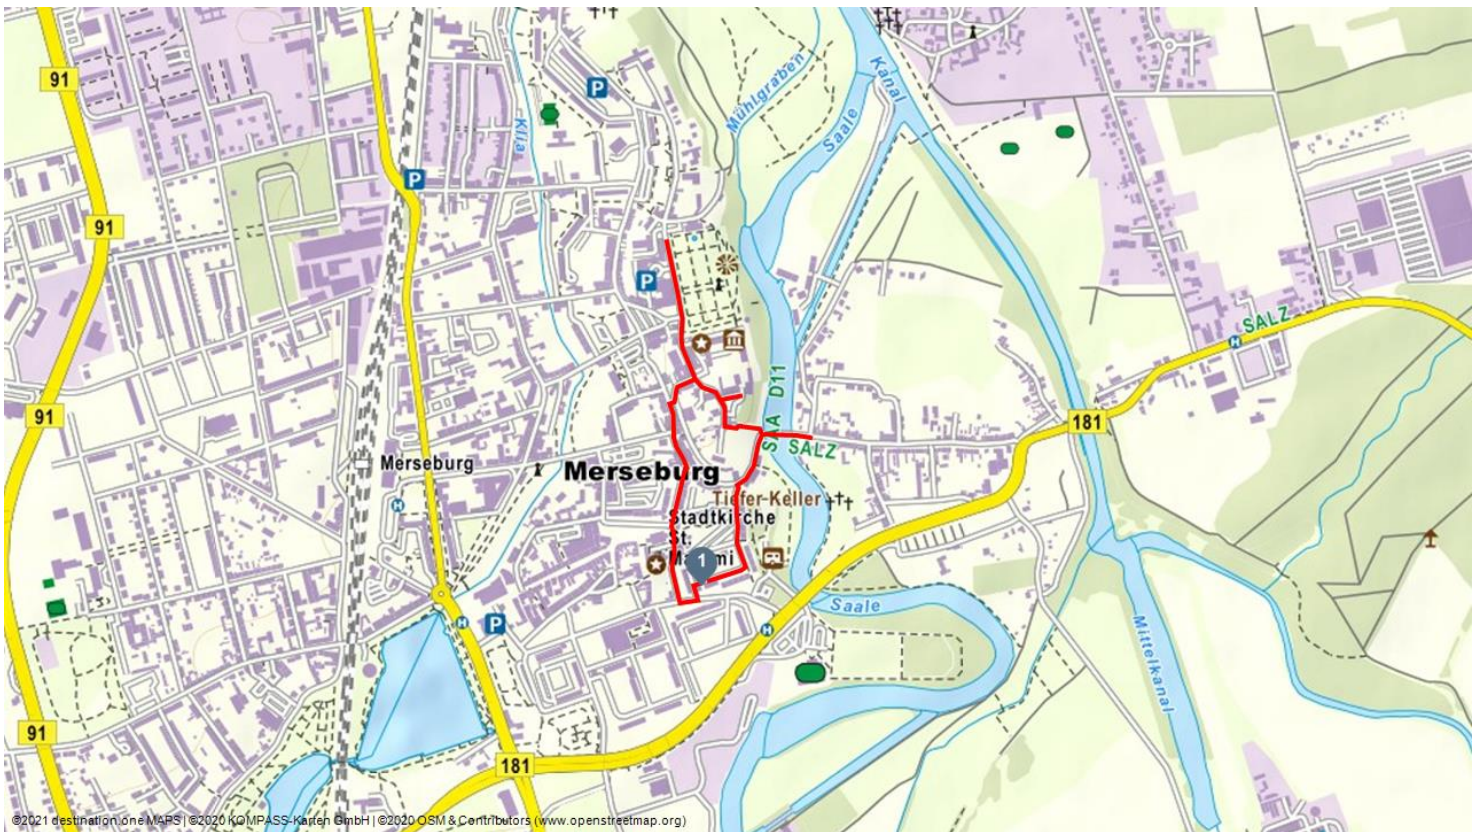 91
P
Mühlgraben
Kanal
Saale
Klia
P
91
P
SALZ
H
SAA D11
91
181
SALZ
Merseburg
Merseburg
Tiefer-Keller
H
Stadtkirche
St.
1
Saale
H
P
H
Mittelkanal
91
181
©2021 destination.one MAPS | ©2020 KOMPASS-Karten GmbH | ©2020 OSM & Contributors (www.openstreetmap.org)